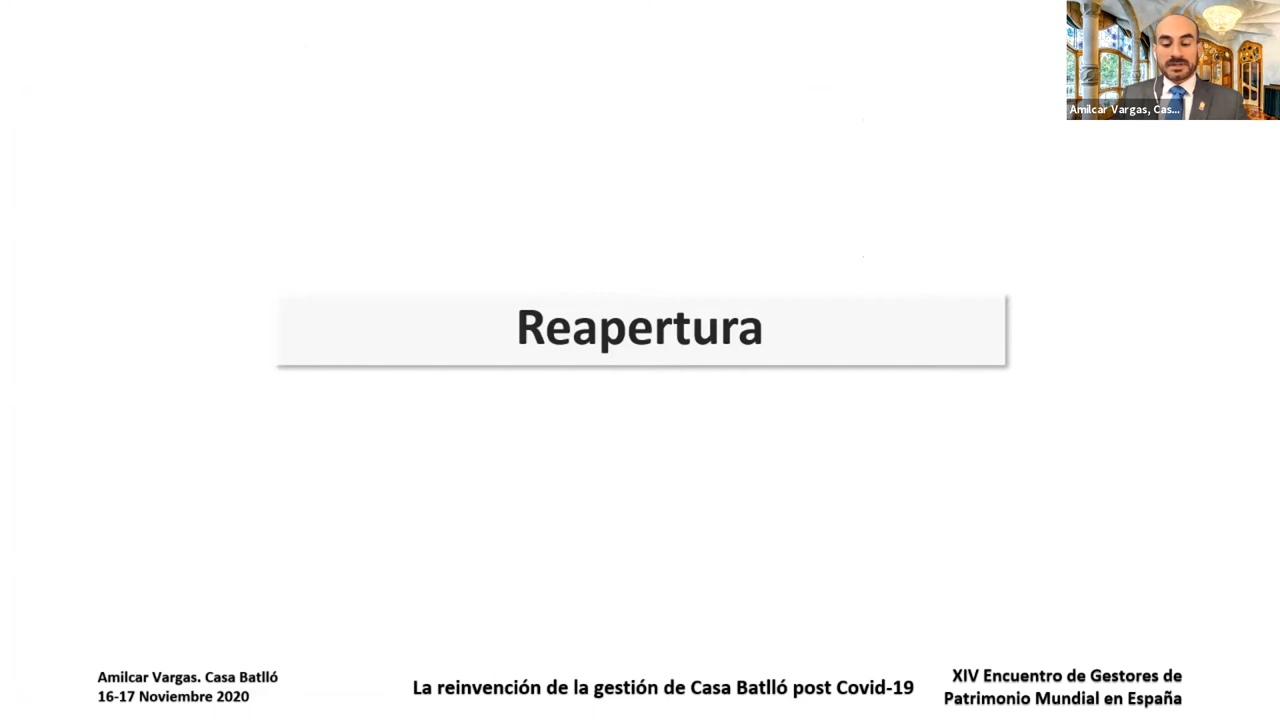 Amilcar Vargas, Cas...
Reapertura
Amilcar Vargas. Casa Batlló
16-17 Noviembre 2020
La reinvención de la gestión de Casa Batlló post Covid-19
XIV Encuentro de Gestores de
Patrimonio Mundial en España